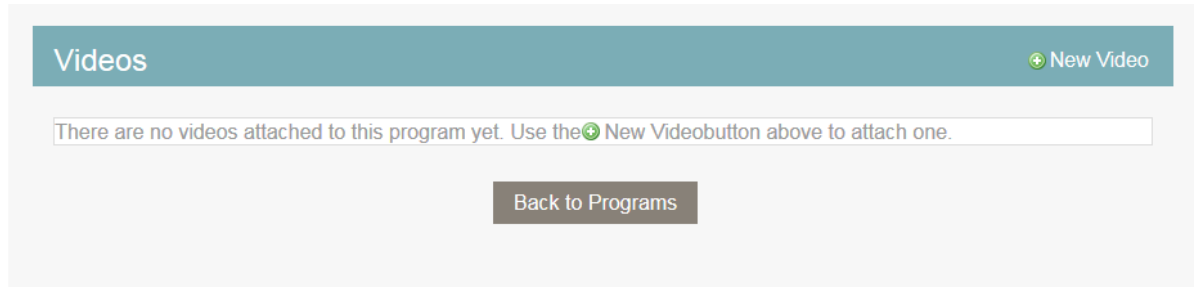 Videos
New Video
There are no videos attached to this program yet. Use the New Videobutton above to attach one.
Back to Programs